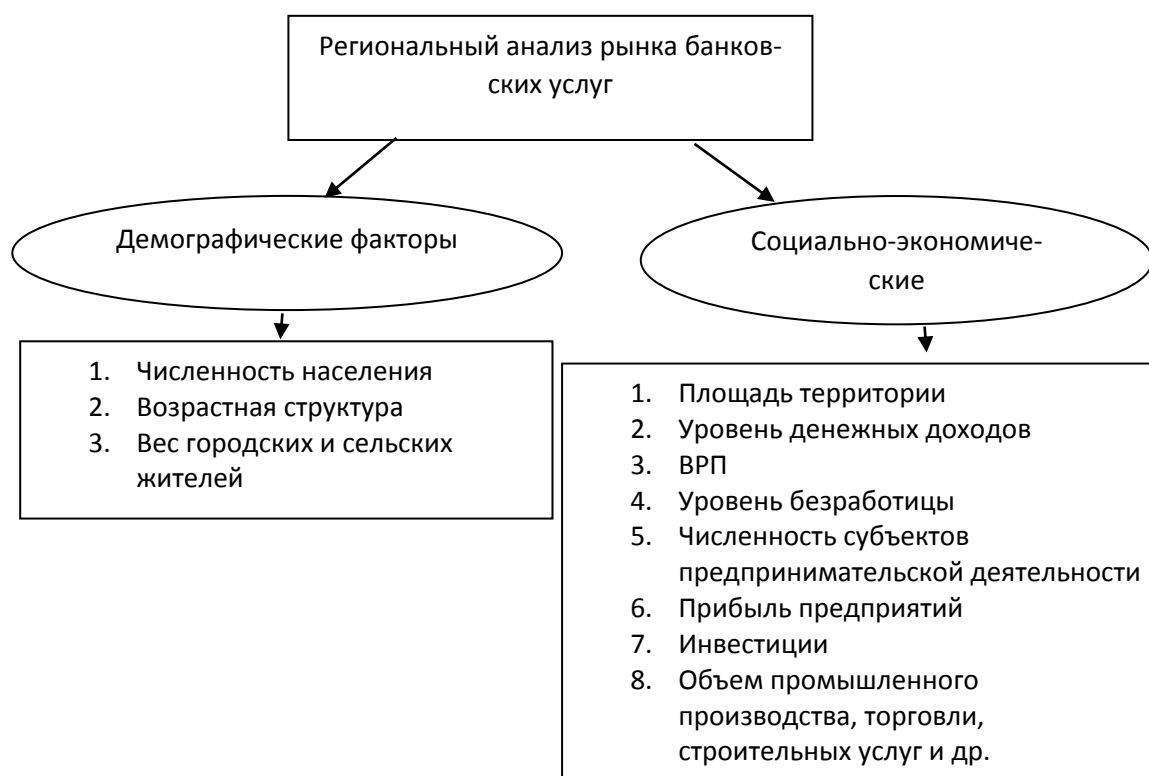 Региональный анализ рынка банков-
ских услуг
Демографические факторы
Социально-экономиче-
ские
1. Численность населения
2. Возрастная структура
3. Вес городских и сельских
жителей
1. Площадь территории
2. Уровень денежных доходов
3. ВРП
4. Уровень безработицы
5. Численность субъектов
предпринимательской деятельности
6. Прибыль предприятий
7. Инвестиции
8. Объем промышленного
производства, торговли,
строительных услуг и др.